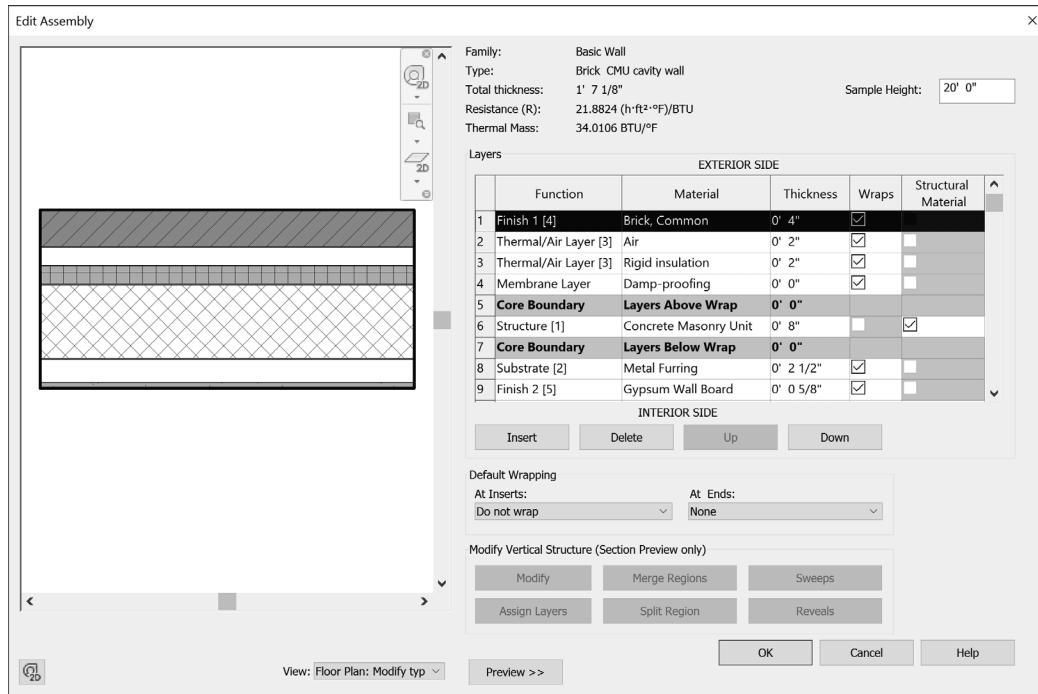 Edit Assembly
2D
2D
Family: Basic Wall
Type: Brick CMU cavity wall
Total thickness: 1' 7 1/8" Sample Height: 20' 0"
Resistance (R): 21.8824 (h·ft²·°F)/BTU
Thermal Mass: 34.0106 BTU/°F
Layers
EXTERIOR SIDE
Function Material Thickness Wraps Structural Material
1 Finish 1 [4] Brick, Common 0' 4"
2 Thermal/Air Layer [3] Air 0' 2"
3 Thermal/Air Layer [3] Rigid insulation 0' 2"
4 Membrane Layer Damp-proofing 0' 0"
5 Core Boundary Layers Above Wrap 0' 0"
6 Structure [1] Concrete Masonry Unit 0' 8"
7 Core Boundary Layers Below Wrap 0' 0"
8 Substrate [2] Metal Furring 0' 2 1/2"
9 Finish 2 [5] Gypsum Wall Board 0' 0 5/8"
INTERIOR SIDE
Insert Delete Up Down
Default Wrapping
At Inserts: At Ends:
Do not wrap None
Modify Vertical Structure (Section Preview only)
Modify Merge Regions Sweeps
Assign Layers Split Region Reveals
OK Cancel Help
2D View: Floor Plan: Modify typ Preview >>